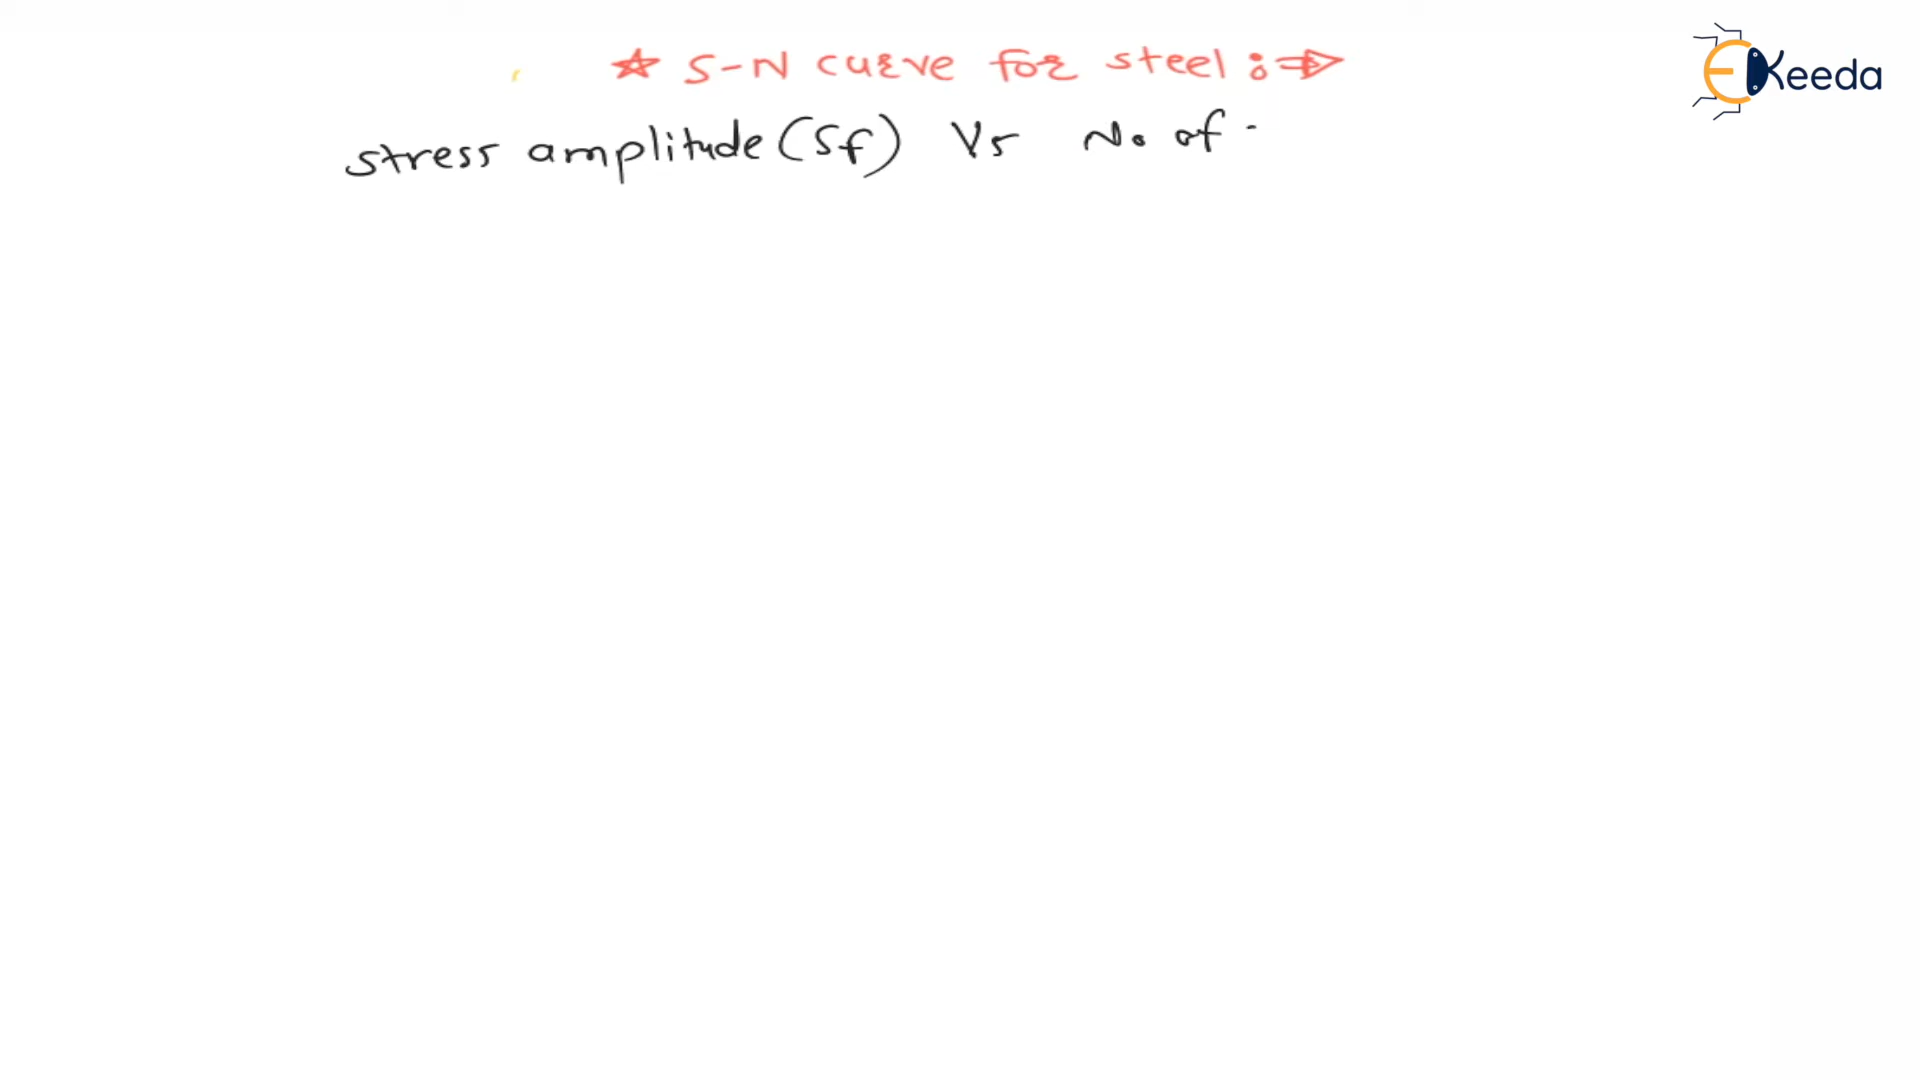 ☆ S-N curve for steel :⇒
EKeeda
stress amplitude (Sf) Vs No of